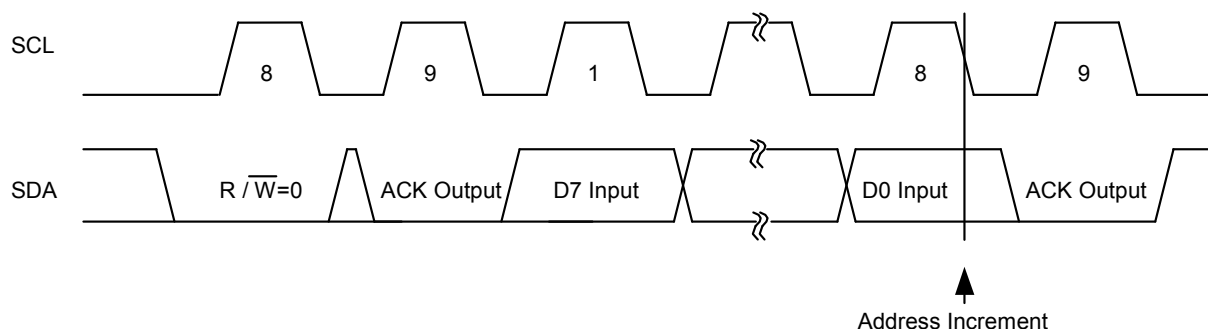 SCL
8
9
1
8
9
SDA
R / W̅=0
ACK Output
D7 Input
D0 Input
ACK Output
Address Increment